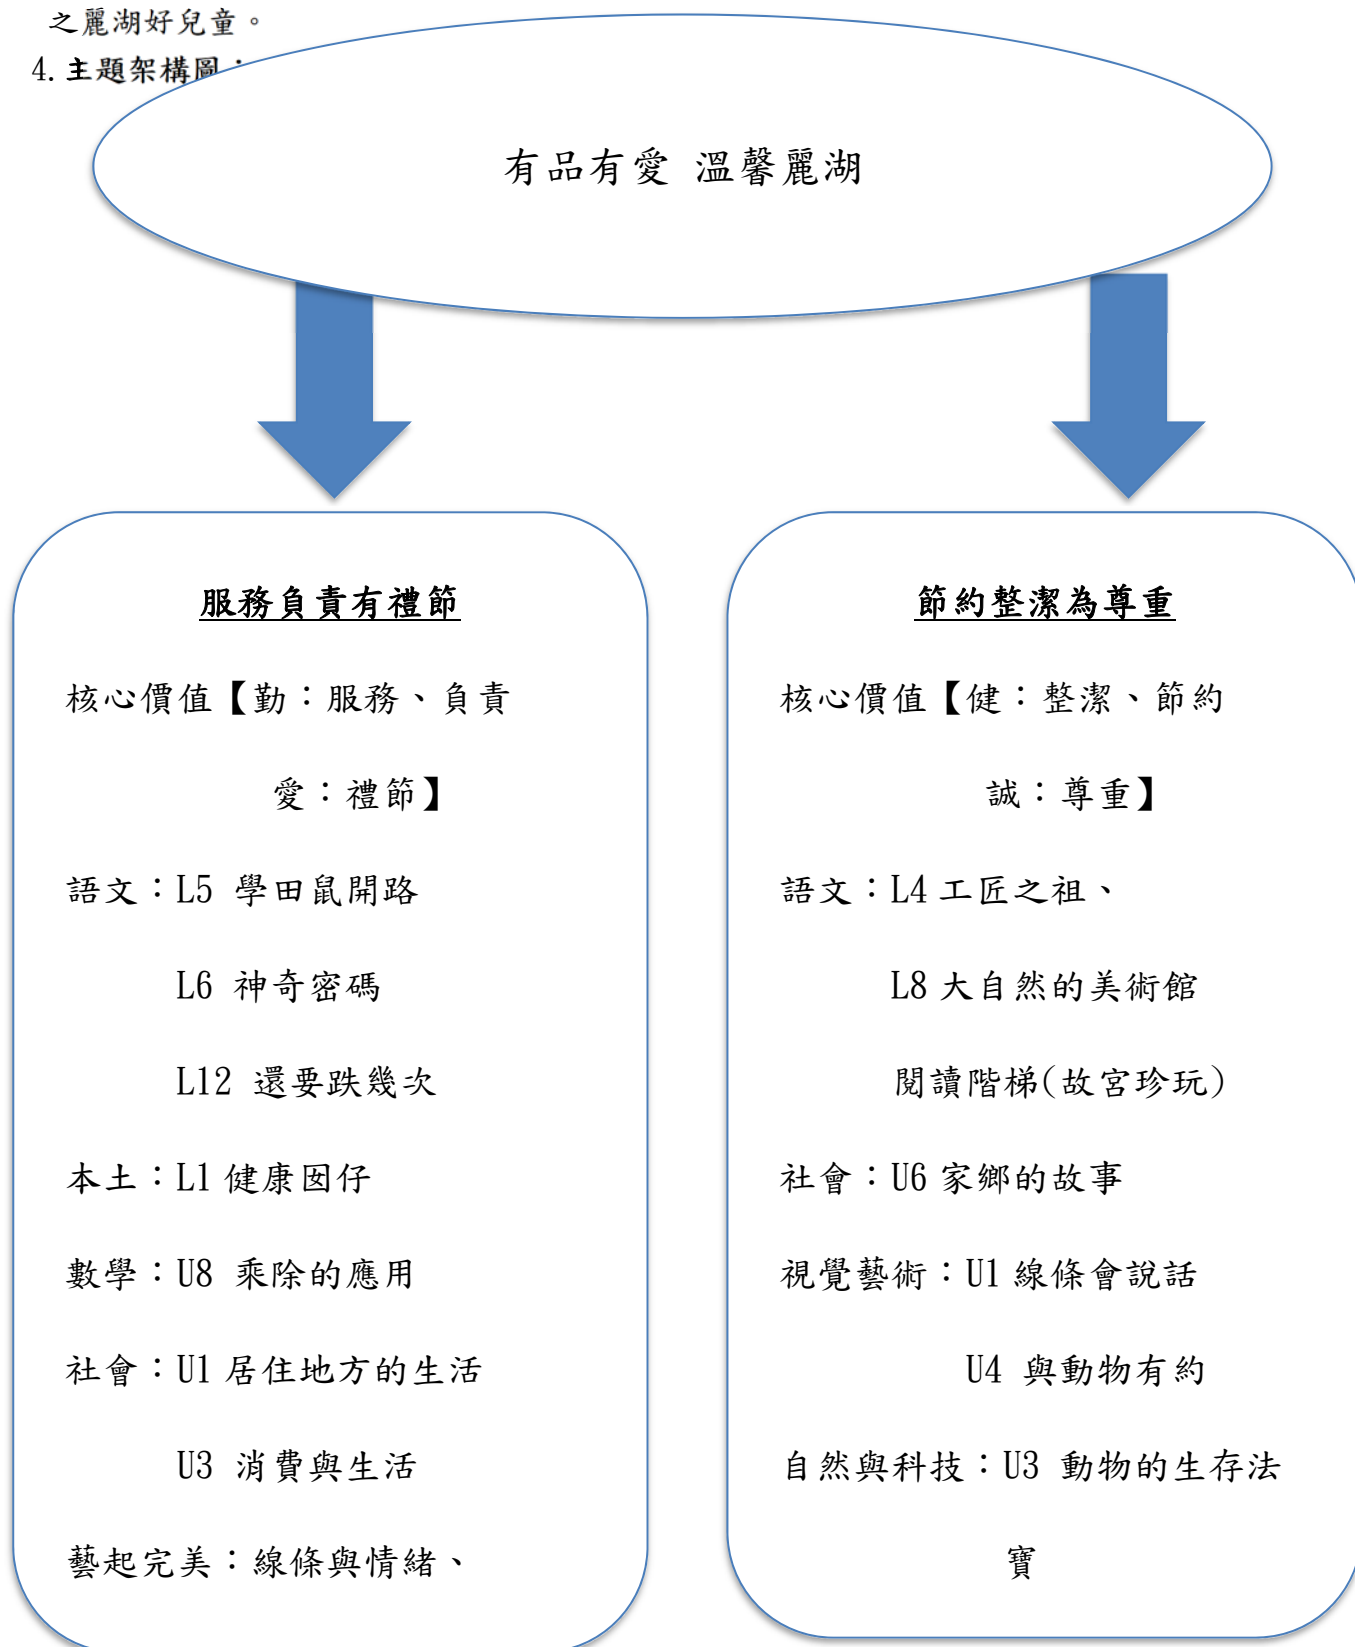 之麗湖好兒童。
4.主題架構圖：
有品有愛 溫馨麗湖
服務負責有禮節
核心價值【勤：服務、負責
愛：禮節】
語文：L5 學田鼠開路
L6 神奇密碼
L12 還要跌幾次
本土：L1 健康囡仔
數學：U8 乘除的應用
社會：U1 居住地方的生活
U3 消費與生活
藝起完美：線條與情緒、
節約整潔為尊重
核心價值【健：整潔、節約
誠：尊重】
語文：L4 工匠之祖、
L8 大自然的美術館
閱讀階梯(故宮珍玩)
社會：U6 家鄉的故事
視覺藝術：U1 線條會說話
U4 與動物有約
自然與科技：U3 動物的生存法
寶